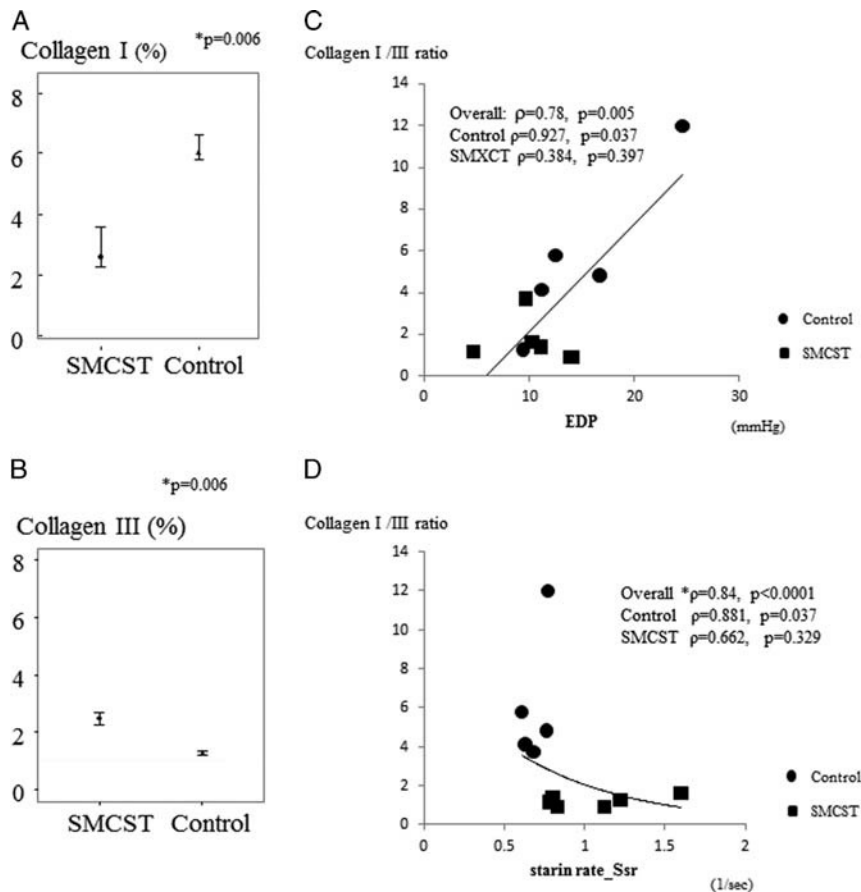 A
*p=0.006
Collagen I (%)
8
6
4
2
0
SMCST Control
B
*p=0.006
Collagen III (%)
8
6
4
2
0
SMCST Control
C
Collagen I /III ratio
14
12
10
8
6
4
2
0
Overall: ρ=0.78, p=0.005
Control ρ=0.927, p=0.037
SMXCT ρ=0.384, p=0.397
Control
SMCST
0 10 20 30
EDP (mmHg)
D
Collagen I /III ratio
14
12
10
8
6
4
2
0
Overall *ρ=0.84, p<0.0001
Control ρ=0.881, p=0.037
SMCST ρ=0.662, p=0.329
Control
SMCST
0 0.5 1 1.5 2
starin rate_Ssr (1/sec)